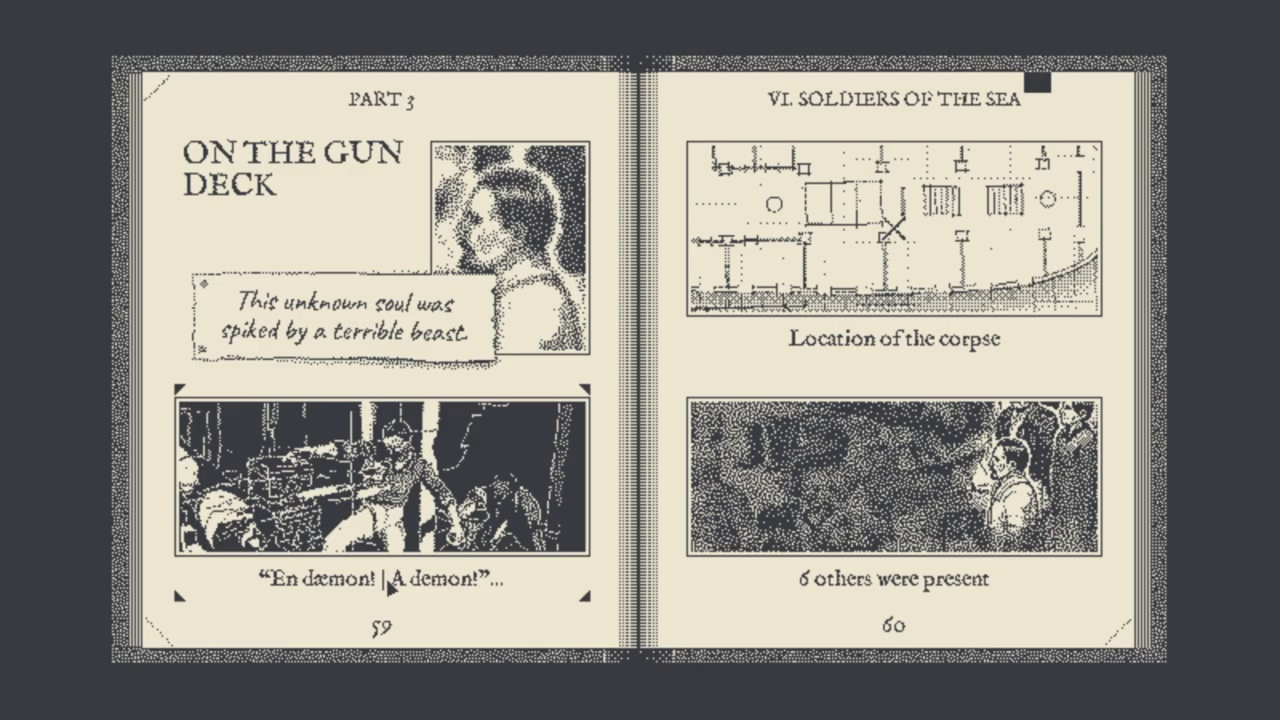 PART 3
ON THE GUN
DECK
This unknown soul was
spiked by a terrible beast.
“En dæmon! | A demon!”...
59
VI. SOLDIERS OF THE SEA
Location of the corpse
6 others were present
60